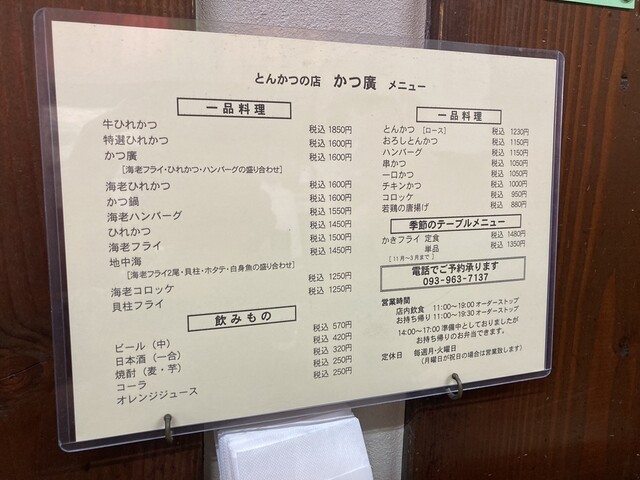 とんかつの店 かつ廣 メニュー
一品料理
牛ひれかつ 税込 1850円
特選ひれかつ 税込 1600円
かつ廣 税込 1600円
[海老フライ・ひれかつ・ハンバーグの盛り合わせ]
海老ひれかつ 税込 1600円
かつ鍋 税込 1600円
海老ハンバーグ 税込 1550円
ひれかつ 税込 1450円
海老フライ 税込 1500円
地中海 税込 1450円
[海老フライ2尾・貝柱・ホタテ・白身魚の盛り合わせ]
海老コロッケ 税込 1250円
貝柱フライ 税込 1250円
飲みもの
ビール (中) 税込 570円
日本酒 (一合) 税込 420円
焼酎 (麦・芋) 税込 320円
コーラ 税込 250円
オレンジジュース 税込 250円
一品料理
とんかつ [ロース] 税込 1230円
おろしとんかつ 税込 1150円
ハンバーグ 税込 1150円
串かつ 税込 1050円
一口かつ 税込 1050円
チキンかつ 税込 1000円
コロッケ 税込 950円
若鶏の唐揚げ 税込 880円
季節のテーブルメニュー
かきフライ 定食 税込 1480円
単品 税込 1350円
[11月〜3月まで]
電話でご予約承ります
093-963-7137
営業時間
店内飲食 11:00〜19:00 オーダーストップ
お持ち帰り 11:00〜19:30 オーダーストップ
14:00〜17:00 準備中としておりましたが
お持ち帰りのお弁当できます。
定休日 毎週月・火曜日
(月曜日が祝日の場合は営業致します)